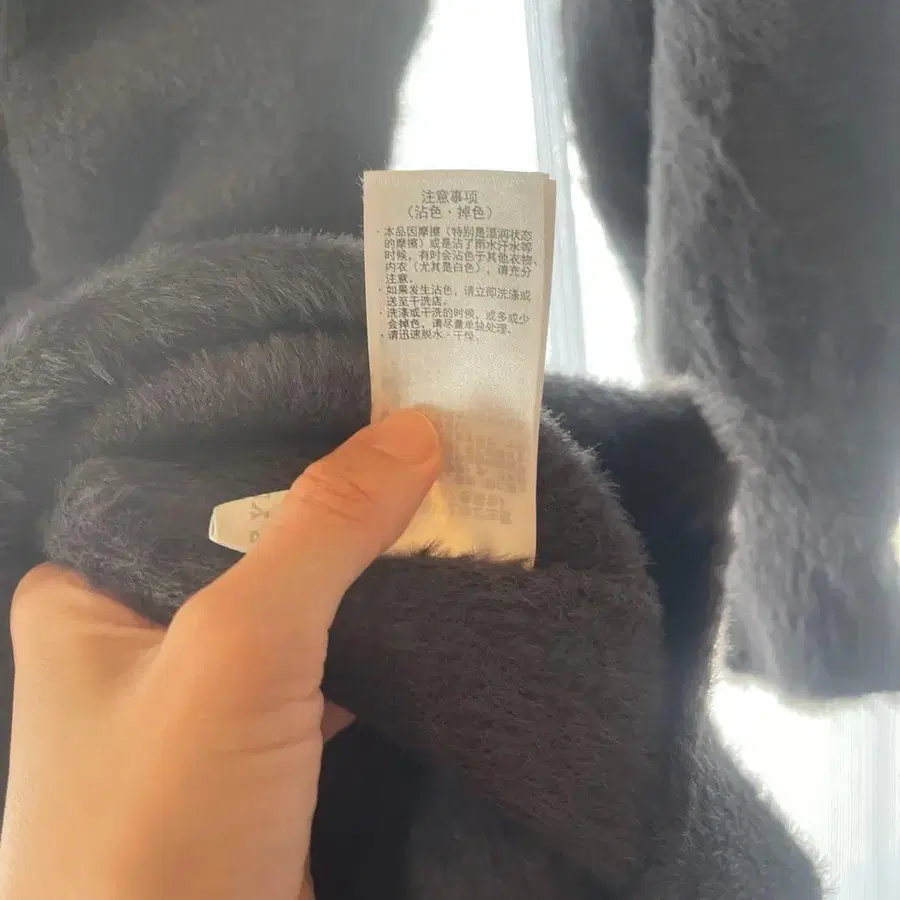 注意事项
（沾色·掉色）
·本品因摩擦（特别是湿润状态
的摩擦）或是沾了雨水汗水等
时候，有时会沾色于其他衣物、
内衣（尤其是白色），请充分
注意。
·如果发生沾色，请立即洗涤或
送至干洗店。
·洗涤或干洗的时候，或多或少
会掉色，请尽量单独处理。
·请迅速脱水·干燥。